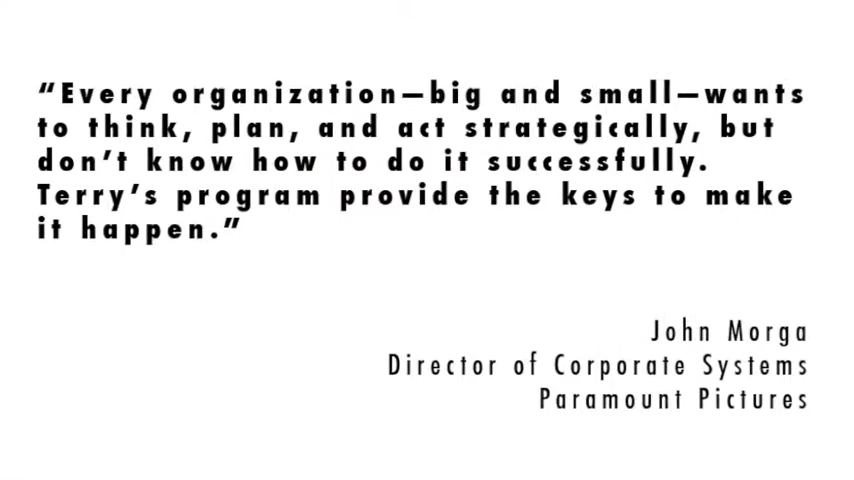 “Every organization—big and small—wants
to think, plan, and act strategically, but
don’t know how to do it successfully.
Terry’s program provide the keys to make
it happen.”
John Morga
Director of Corporate Systems
Paramount Pictures